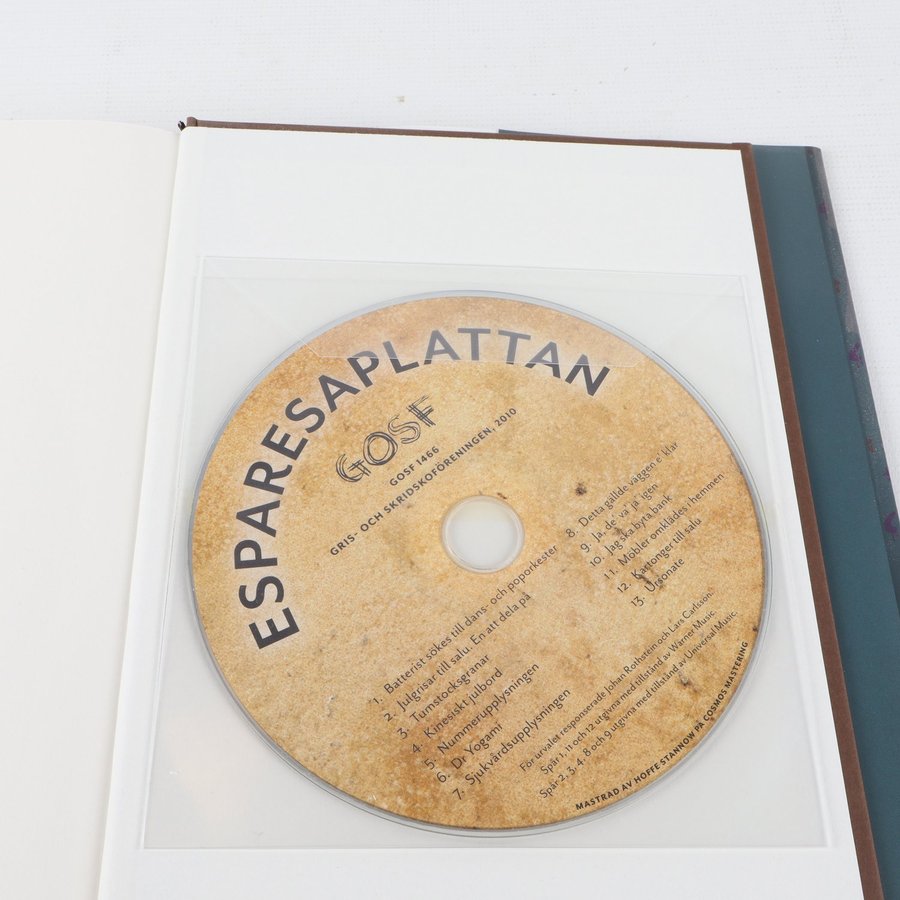 ESPARESAPLATTAN
GOSF
GOSF 1466
GRIS- OCH SKRIDSKOFÖRENINGEN, 2010
1. Batterist sökes till dans- och poporkester
2. Julgrisar till salu. En att dela på
3. Tumstocksgranar
4. Kinesiskt julbord
5. Nummerupplysningen
6. Dr Yogami
7. Sjukvårdsupplysningen
8. Detta gällde väggen e' klar
9. Ja, de' va' ja' igen
10. Jag ska byta bank
11. Möbler omklädes i hemmen
12. Kartonger till salu
13. Ursonate
För urvalet responserade Johan Rothstein och Lars Carlsson.
Spår 1, 11 och 12 utgivna med tillstånd av Warner Music.
Spår 2, 3, 4, 8 och 9 utgivna med tillstånd av Universal Music.
MASTRAD AV HOFFE STANNOW PÅ COSMOS MASTERING